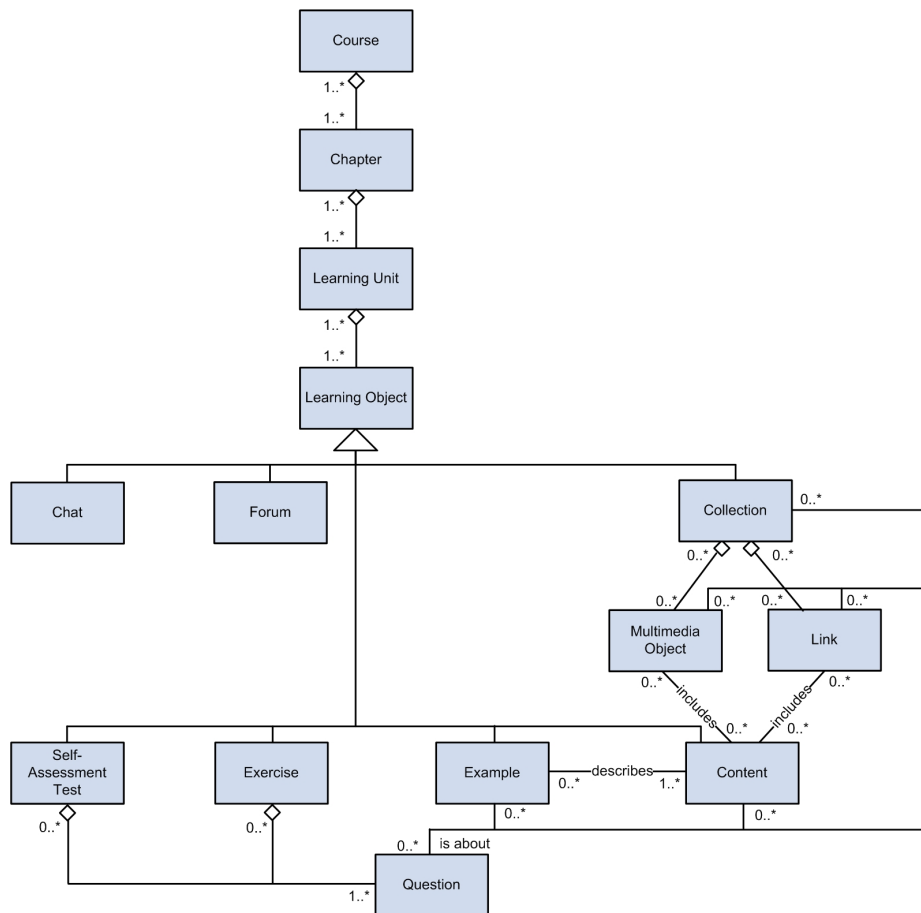 Course
1..*
1..*
Chapter
1..*
1..*
Learning Unit
1..*
1..*
Learning Object
Chat
Forum
Collection
0..*
0..*
0..*
0..*
0..*
0..*
0..*
Multimedia
Object
Link
0..*
0..*
includes
includes
0..*
0..*
Self-
Assessment
Test
Exercise
Example
describes
Content
0..*
1..*
0..*
0..*
0..*
0..*
0..*
is about
1..*
Question